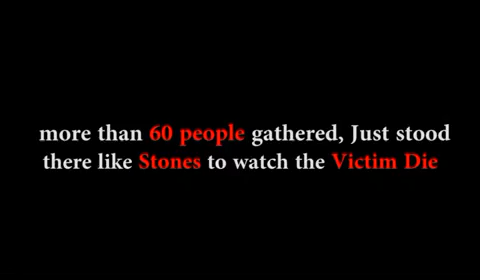 more than 60 people gathered, Just stood
there like Stones to watch the Victim Die